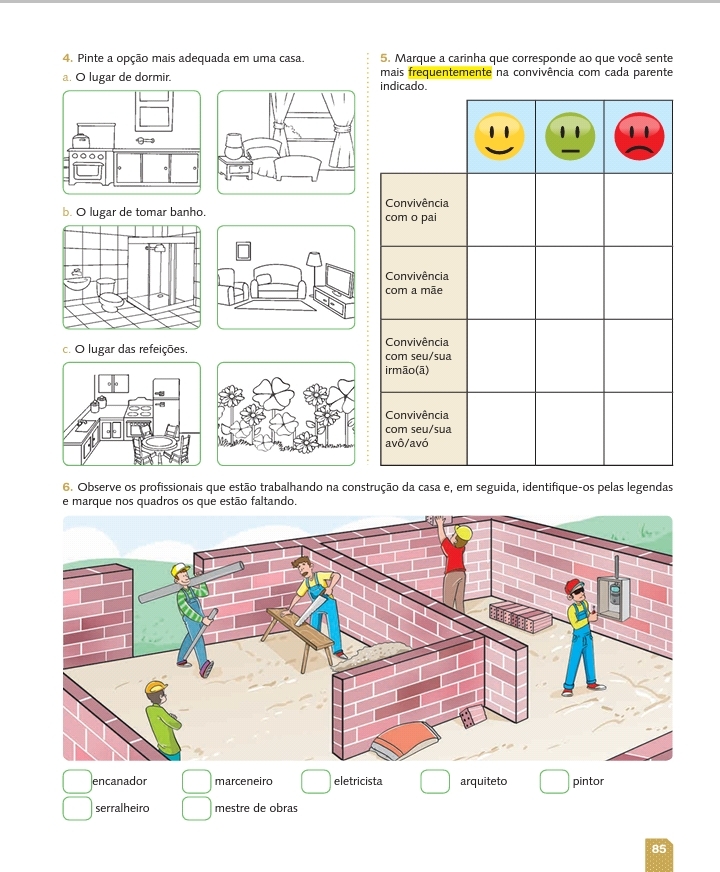 4. Pinte a opção mais adequada em uma casa.
a. O lugar de dormir.
b. O lugar de tomar banho.
c. O lugar das refeições.
5. Marque a carinha que corresponde ao que você sente
mais frequentemente na convivência com cada parente
indicado.
Convivência
com o pai
Convivência
com a mãe
Convivência
com seu/sua
irmão(ã)
Convivência
com seu/sua
avô/avó
6. Observe os profissionais que estão trabalhando na construção da casa e, em seguida, identifique-os pelas legendas
e marque nos quadros os que estão faltando.
encanador marceneiro eletricista arquiteto pintor
serralheiro mestre de obras
85